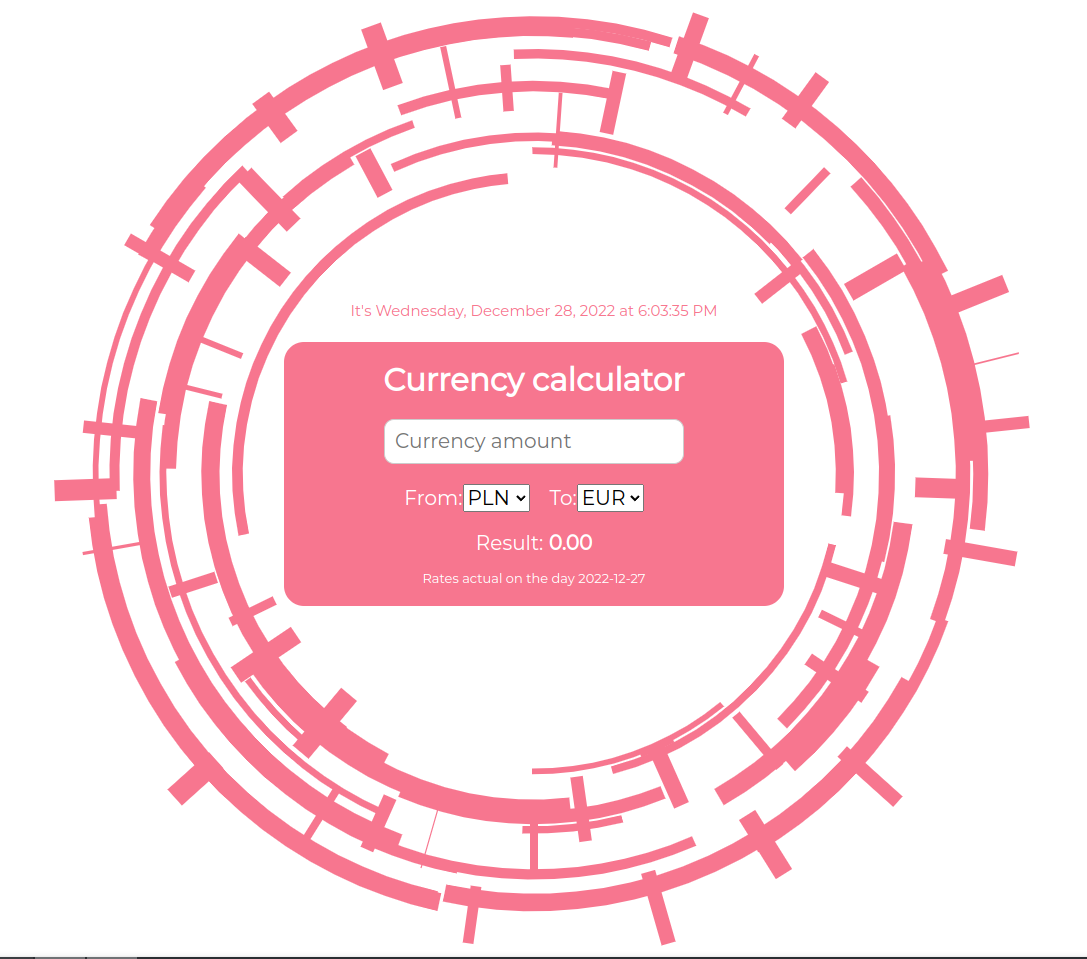 It's Wednesday, December 28, 2022 at 6:03:35 PM
Currency calculator
Currency amount
From: PLN To: EUR
Result: 0.00
Rates actual on the day 2022-12-27